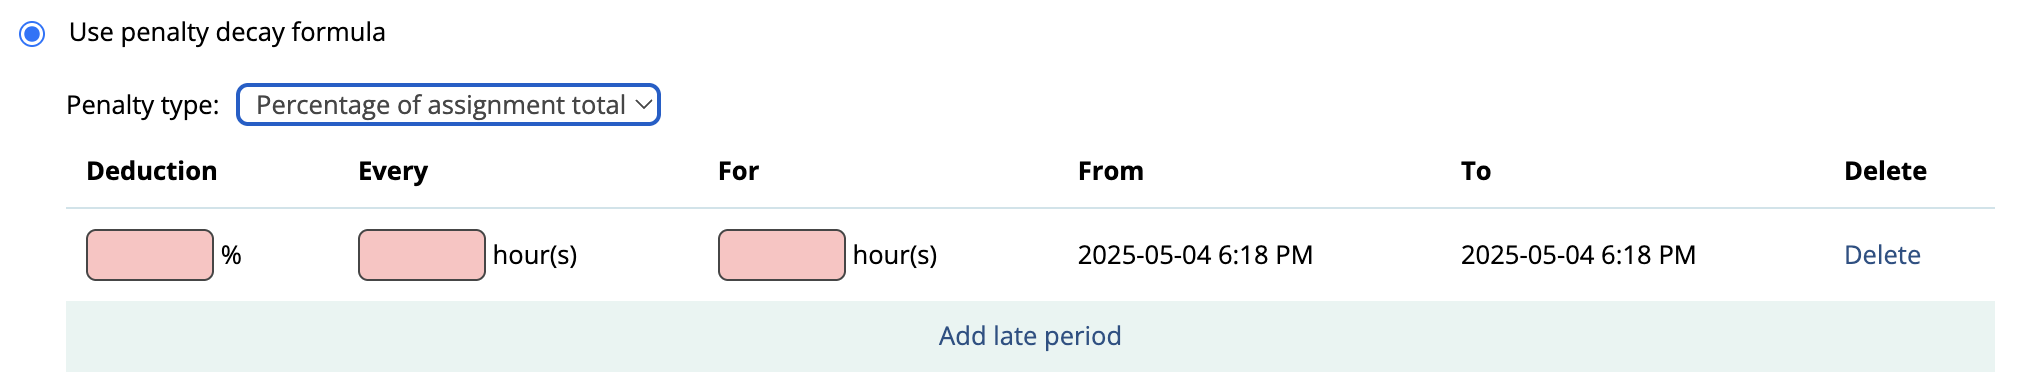 Use penalty decay formula
Penalty type: Percentage of assignment total
Deduction Every For From To Delete
% hour(s) hour(s) 2025-05-04 6:18 PM 2025-05-04 6:18 PM Delete
Add late period